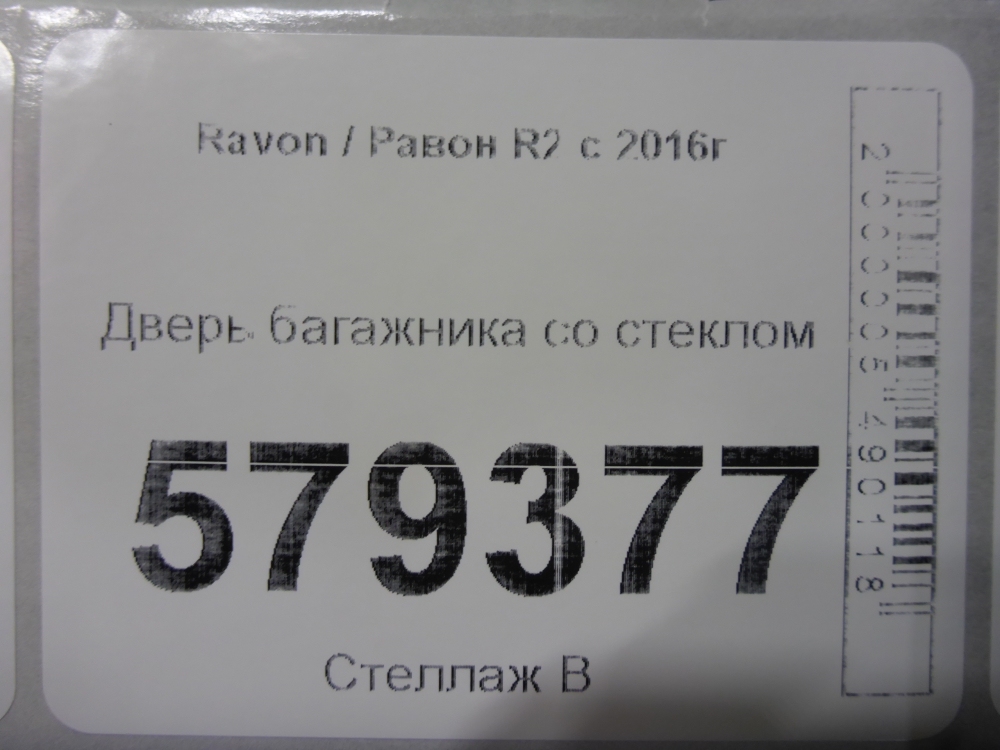 Ravon / Равон R2 с 2016г
Дверь багажника со стеклом
579377
Стеллаж В
2000005490118